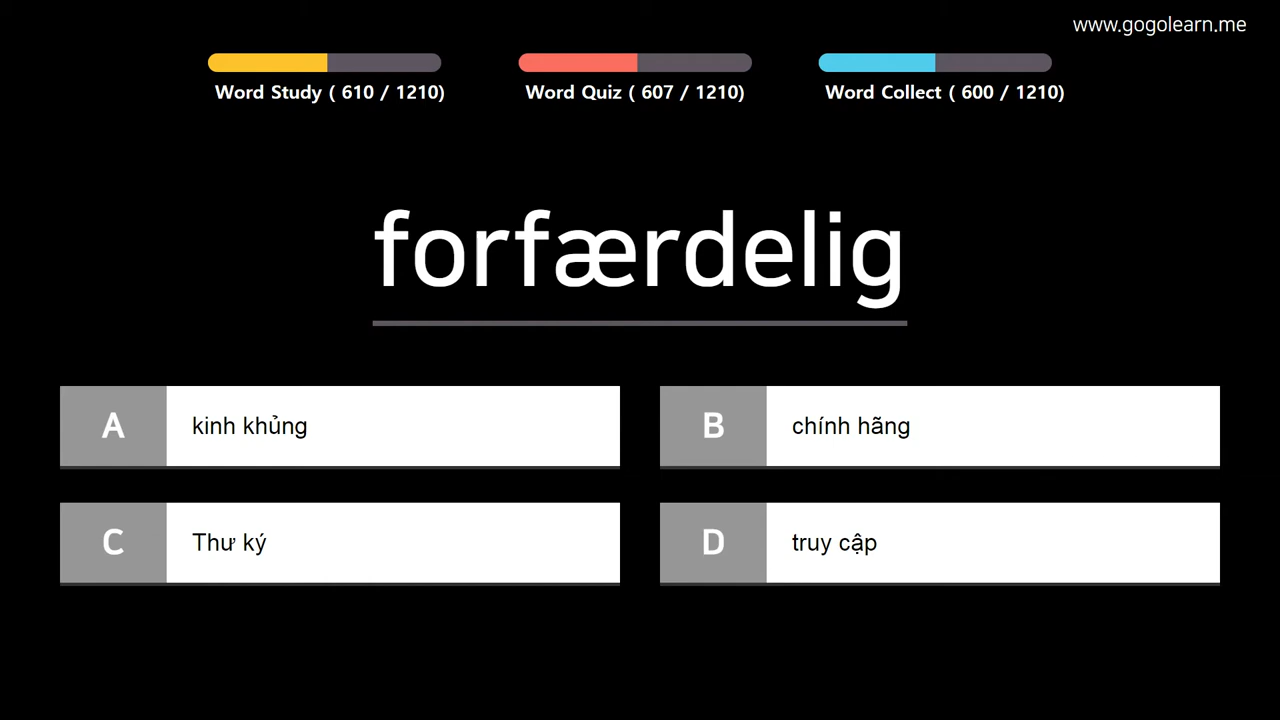 www.gogolearn.me
Word Study ( 610 / 1210)
Word Quiz ( 607 / 1210)
Word Collect ( 600 / 1210)
forfærdelig
A kinh khủng
B chính hãng
C Thư ký
D truy cập